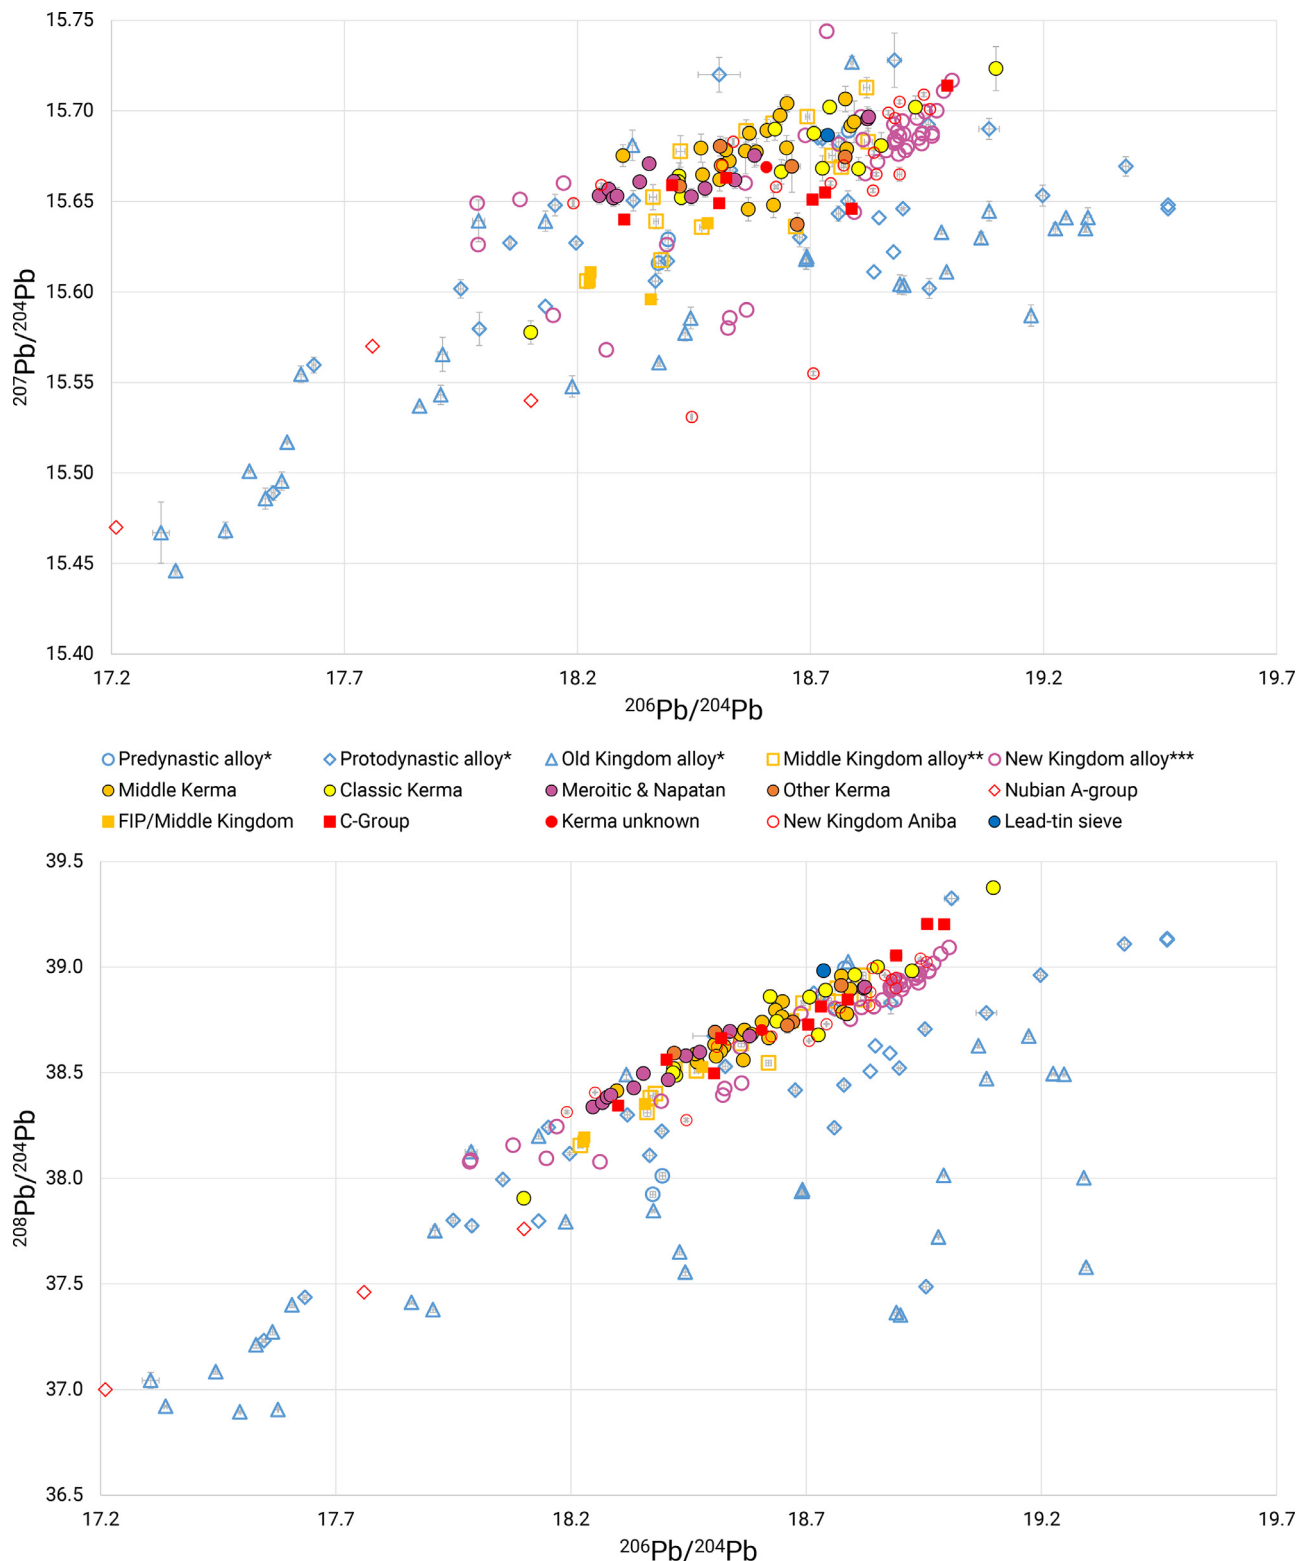 15.75
15.70
15.65
15.60
15.55
15.50
15.45
15.40
207Pb/204Pb
17.2 17.7 18.2 18.7 19.2 19.7
206Pb/204Pb
Predynastic alloy* Protodynastic alloy* Old Kingdom alloy* Middle Kingdom alloy** New Kingdom alloy***
Middle Kerma Classic Kerma Meroitic & Napatan Other Kerma Nubian A-group
FIP/Middle Kingdom C-Group Kerma unknown New Kingdom Aniba Lead-tin sieve
39.5
39.0
38.5
38.0
37.5
37.0
36.5
208Pb/204Pb
17.2 17.7 18.2 18.7 19.2 19.7
206Pb/204Pb